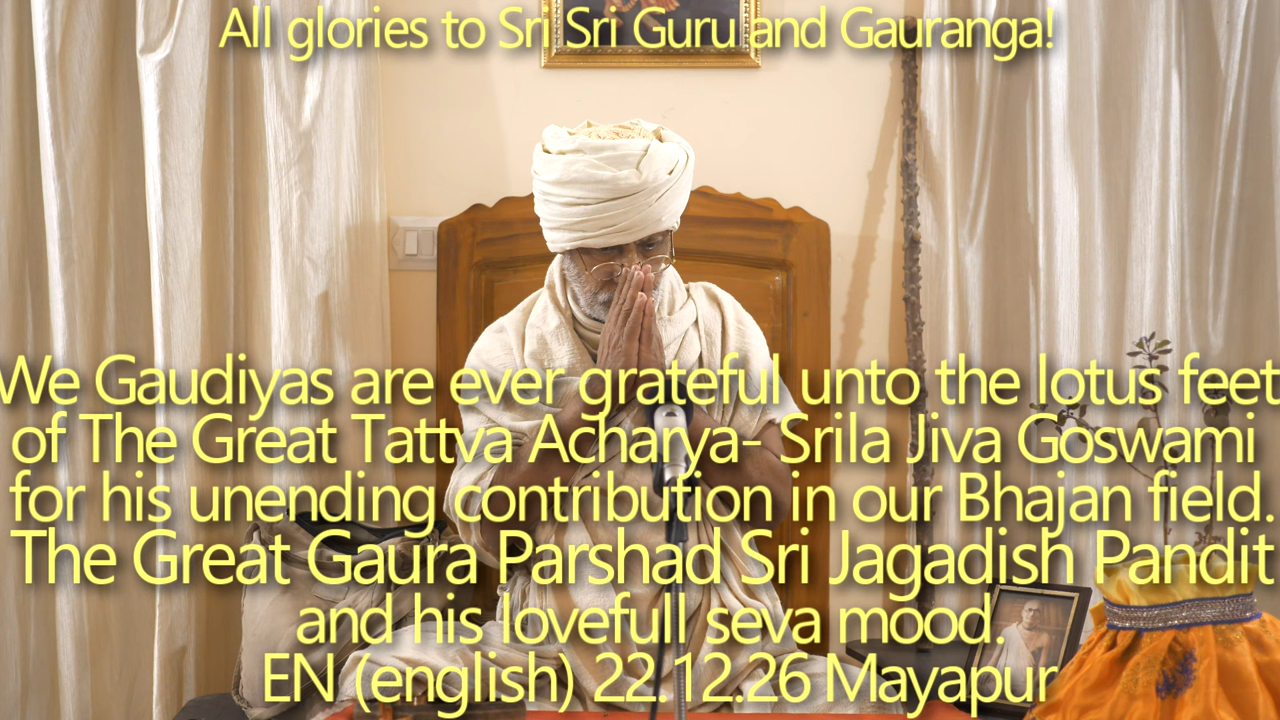 All glories to Sri Sri Guru and Gauranga!
We Gaudiyas are ever grateful unto the lotus feet
of The Great Tattva Acharya- Srila Jiva Goswami
for his unending contribution in our Bhajan field.
The Great Gaura Parshad Sri Jagadish Pandit
and his lovefull seva mood.
EN (english) 22.12.26 Mayapur